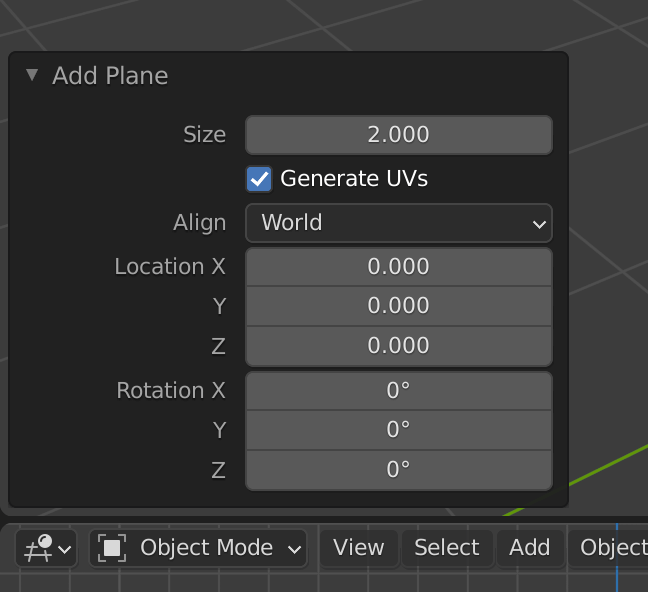 Add Plane
Size 2.000
Generate UVs
Align World
Location X 0.000
Y 0.000
Z 0.000
Rotation X 0°
Y 0°
Z 0°
Object Mode View Select Add Object